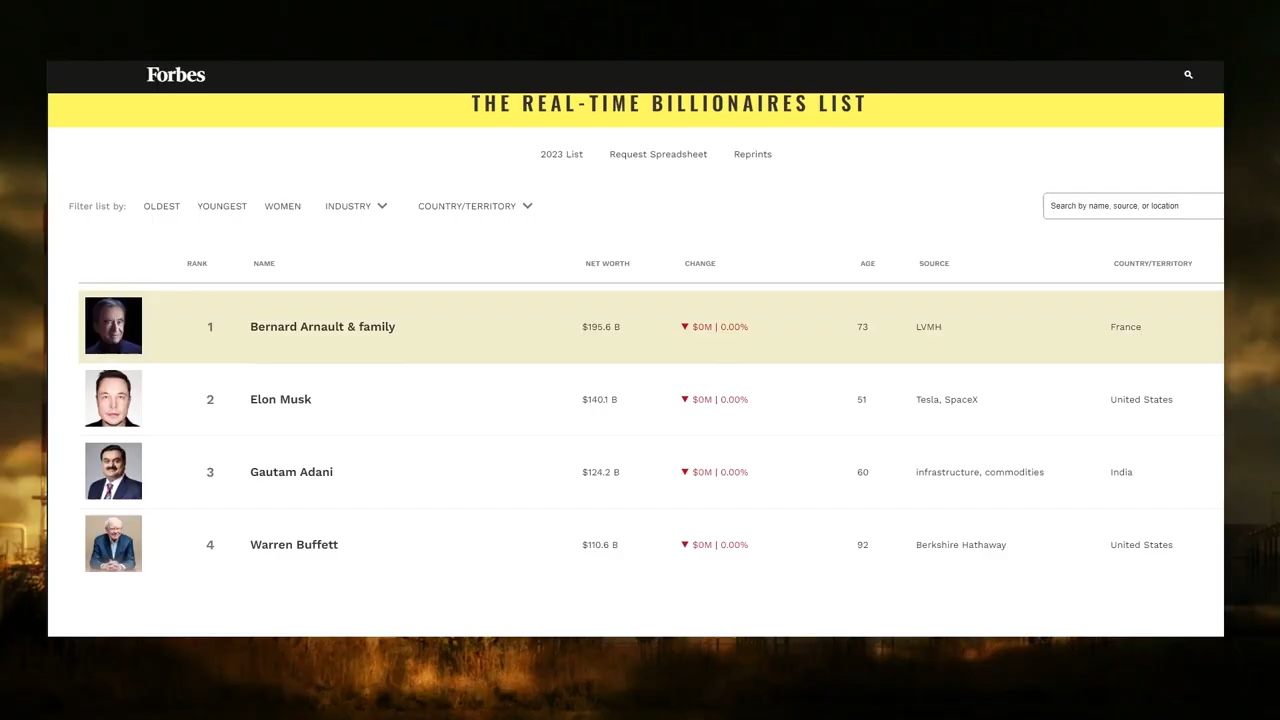 Forbes
THE REAL-TIME BILLIONAIRES LIST
2023 List Request Spreadsheet Reprints
Filter list by: OLDEST YOUNGEST WOMEN INDUSTRY COUNTRY/TERRITORY Search by name, source, or location
RANK NAME NET WORTH CHANGE AGE SOURCE COUNTRY/TERRITORY
1 Bernard Arnault & family $195.6 B ▼ $0M | 0.00% 73 LVMH France
2 Elon Musk $140.1 B ▼ $0M | 0.00% 51 Tesla, SpaceX United States
3 Gautam Adani $124.2 B ▼ $0M | 0.00% 60 infrastructure, commodities India
4 Warren Buffett $110.6 B ▼ $0M | 0.00% 92 Berkshire Hathaway United States